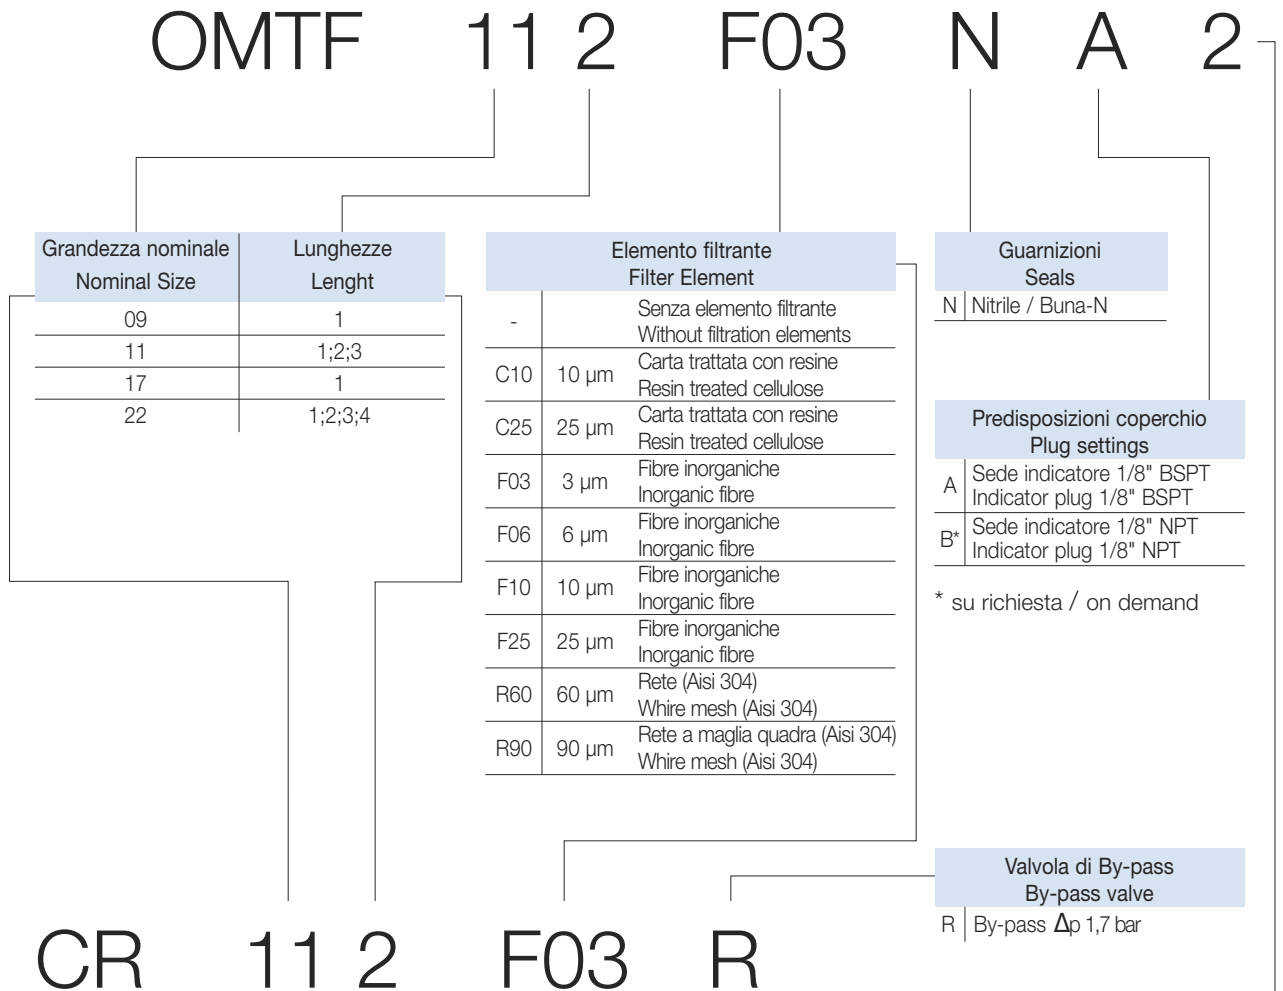 OMTF 11 2 F03 N A 2
Grandezza nominale
Nominal Size
Lunghezze
Lenght
09 1
11 1;2;3
17 1
22 1;2;3;4
Elemento filtrante
Filter Element
- Senza elemento filtrante
Without filtration elements
C10 10 µm Carta trattata con resine
Resin treated cellulose
C25 25 µm Carta trattata con resine
Resin treated cellulose
F03 3 µm Fibre inorganiche
Inorganic fibre
F06 6 µm Fibre inorganiche
Inorganic fibre
F10 10 µm Fibre inorganiche
Inorganic fibre
F25 25 µm Fibre inorganiche
Inorganic fibre
R60 60 µm Rete (Aisi 304)
Whire mesh (Aisi 304)
R90 90 µm Rete a maglia quadra (Aisi 304)
Whire mesh (Aisi 304)
Guarnizioni
Seals
N Nitrile / Buna-N
Predisposizioni coperchio
Plug settings
A Sede indicatore 1/8" BSPT
Indicator plug 1/8" BSPT
B* Sede indicatore 1/8" NPT
Indicator plug 1/8" NPT
* su richiesta / on demand
Valvola di By-pass
By-pass valve
R By-pass Δp 1,7 bar
CR 11 2 F03 R